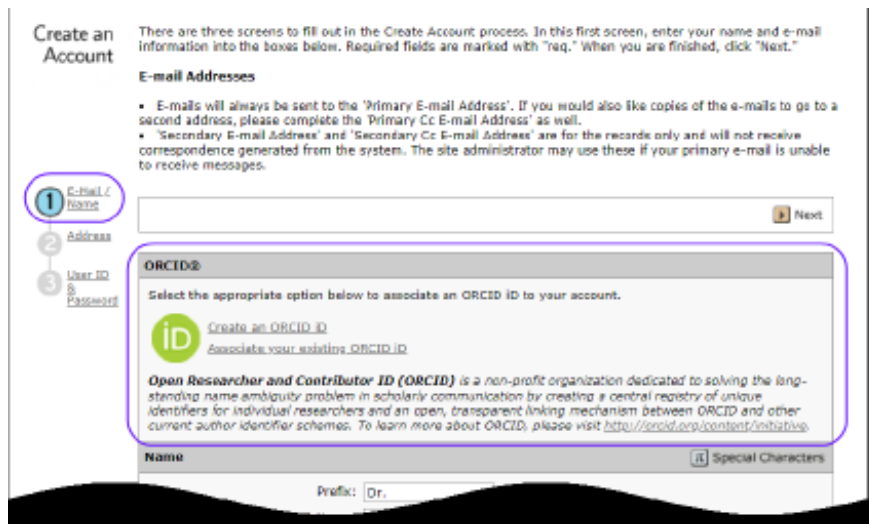 Create an
Account
There are three screens to fill out in the Create Account process. In this first screen, enter your name and e-mail
information into the boxes below. Required fields are marked with "req." When you are finished, click "Next."
E-mail Addresses
• E-mails will always be sent to the 'Primary E-mail Address'. If you would also like copies of the e-mails to go to a
second address, please complete the 'Primary Cc E-mail Address' as well.
• 'Secondary E-mail Address' and 'Secondary Cc E-mail Address' are for the records only and will not receive
correspondence generated from the system. The site administrator may use these if your primary e-mail is unable
to receive messages.
1 E-Mail /
Name
2 Address
3 User ID
&
Password
Next
ORCID®
Select the appropriate option below to associate an ORCID iD to your account.
iD
Create an ORCID iD
Associate your existing ORCID iD
Open Researcher and Contributor ID (ORCID) is a non-profit organization dedicated to solving the long-
standing name ambiguity problem in scholarly communication by creating a central registry of unique
identifiers for individual researchers and an open, transparent linking mechanism between ORCID and other
current author identifier schemes. To learn more about ORCID, please visit http://orcid.org/content/initiative.
Name
π Special Characters
Prefix: Dr.